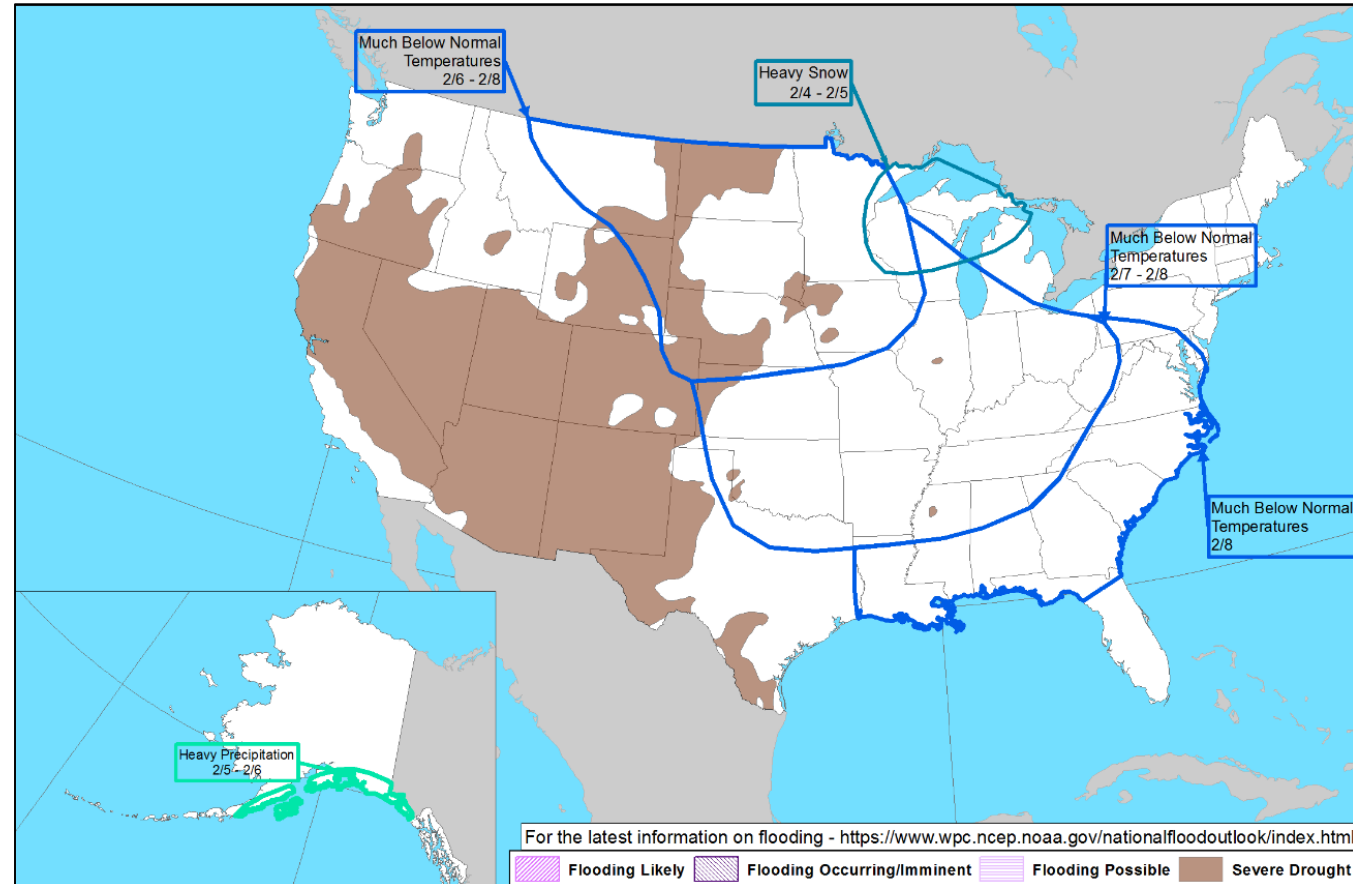 Much Below Normal
Temperatures
2/6 - 2/8
Heavy Snow
2/4 - 2/5
Much Below Normal
Temperatures
2/7 - 2/8
Much Below Normal
Temperatures
2/8
Heavy Precipitation
2/5 - 2/6
For the latest information on flooding - https://www.wpc.ncep.noaa.gov/nationalfloodoutlook/index.html
Flooding Likely Flooding Occurring/Imminent Flooding Possible Severe Drought